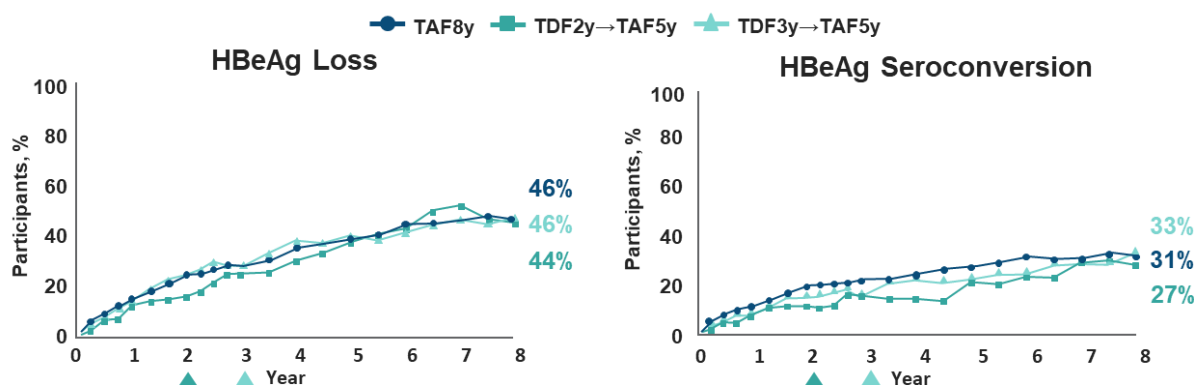 TAF8y TDF2y→TAF5y TDF3y→TAF5y
HBeAg Loss
Participants, %
100
80
60
40
20
0
0 1 2 3 4 5 6 7 8
Year
46%
46%
44%
HBeAg Seroconversion
Participants, %
100
80
60
40
20
0
0 1 2 3 4 5 6 7 8
Year
33%
31%
27%